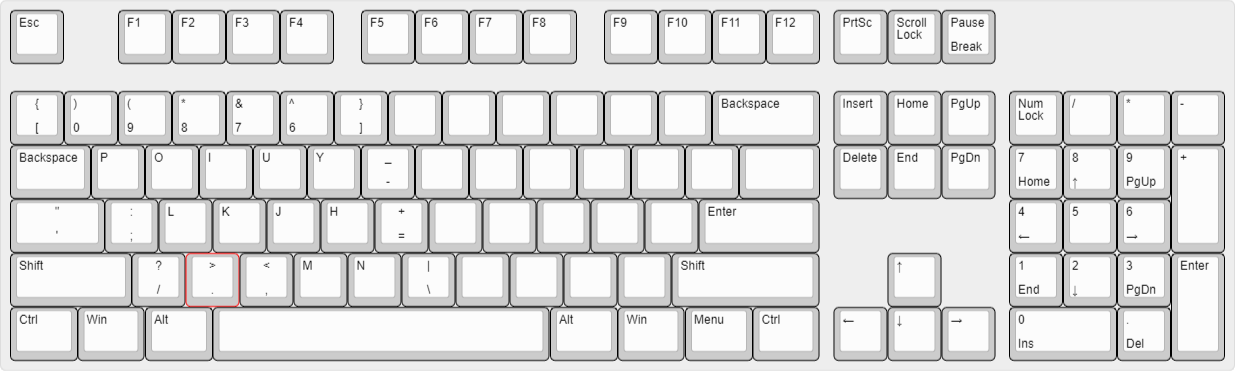 Esc F1 F2 F3 F4 F5 F6 F7 F8 F9 F10 F11 F12 PrtSc Scroll Lock Pause Break
{ ) ( * & ^ } Backspace Insert Home PgUp Num Lock / * -
[ 0 9 8 7 6 ]
Backspace P O I U Y _ Delete End PgDn 7 8 9 +
- Home ↑ PgUp
" : L K J H + Enter 4 5 6
' ; = ← →
Shift ? > < M N | Shift ↑ 1 2 3 Enter
/ . , \ End ↓ PgDn
Ctrl Win Alt Alt Win Menu Ctrl ← ↓ → 0 .
Ins Del